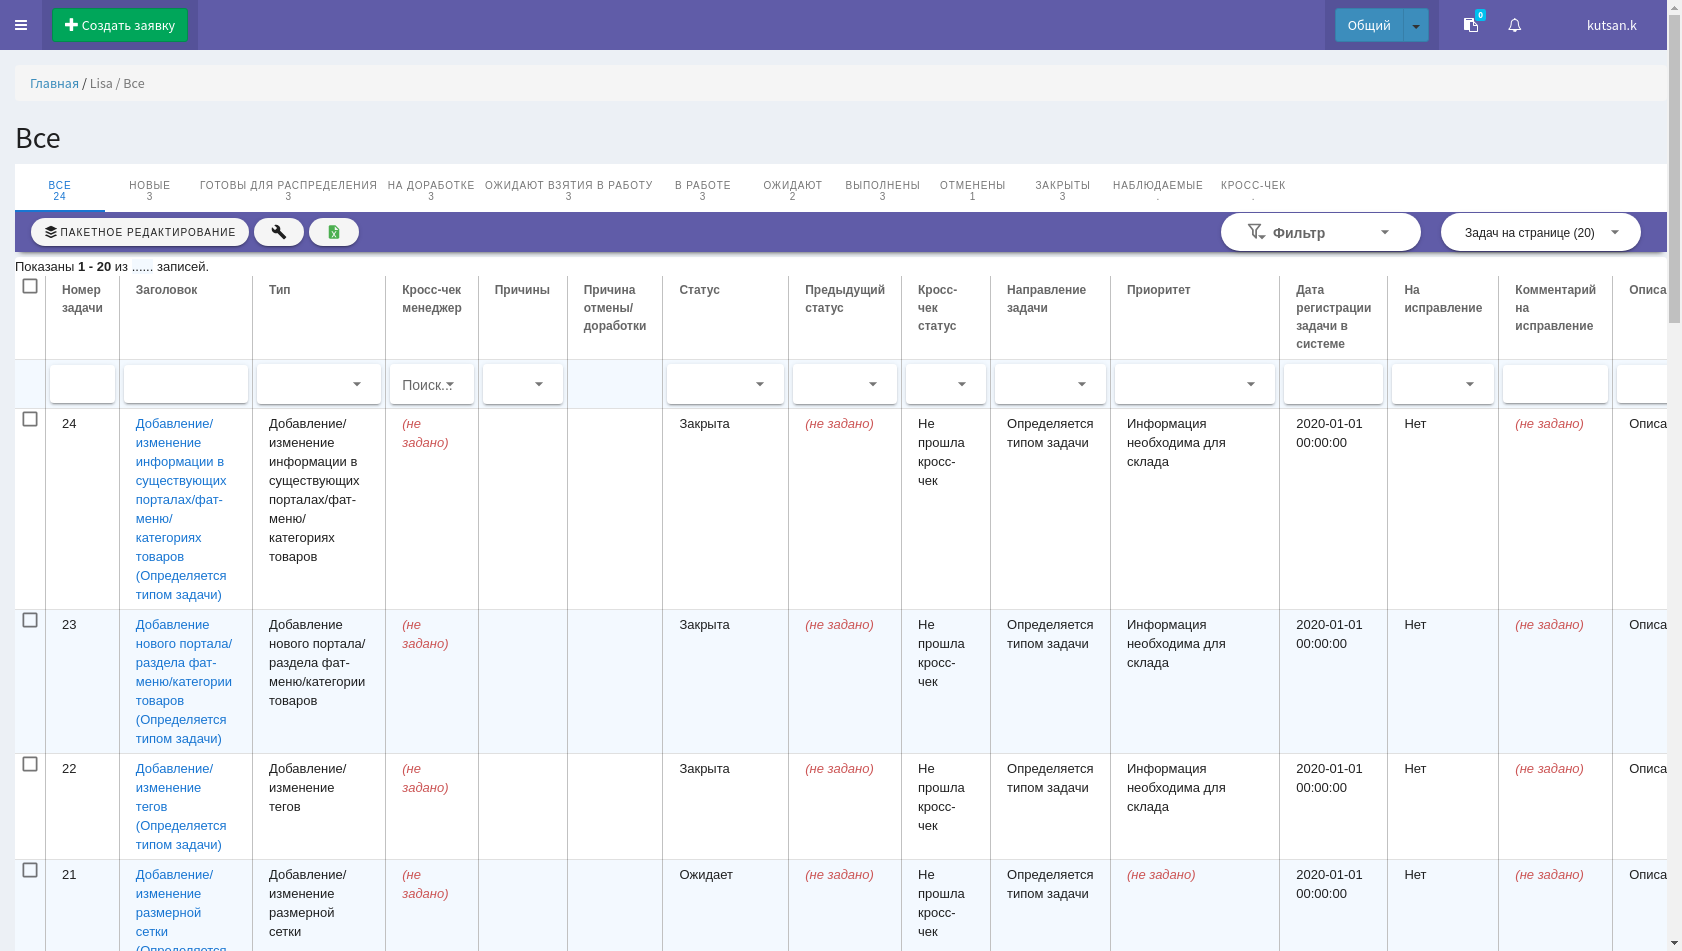 Создать заявку
Общий
0
kutsan.k
Главная / Lisa / Все
Все
ВСЕ 24
НОВЫЕ 3
ГОТОВЫ ДЛЯ РАСПРЕДЕЛЕНИЯ 3
НА ДОРАБОТКЕ 3
ОЖИДАЮТ ВЗЯТИЯ В РАБОТУ 3
В РАБОТЕ 3
ОЖИДАЮТ 2
ВЫПОЛНЕНЫ 3
ОТМЕНЕНЫ 1
ЗАКРЫТЫ 3
НАБЛЮДАЕМЫЕ .
КРОСС-ЧЕК .
ПАКЕТНОЕ РЕДАКТИРОВАНИЕ
Фильтр
Задач на странице (20)
Показаны 1 - 20 из ...... записей.
Номер
задачи
Заголовок
Тип
Кросс-чек
менеджер
Причины
Причина
отмены/
доработки
Статус
Предыдущий
статус
Кросс-
чек
статус
Направление
задачи
Приоритет
Дата
регистрации
задачи в
системе
На
исправление
Комментарий
на
исправление
Описа
Поиск...
24
Добавление/
изменение
информации в
существующих
порталах/фат-
меню/
категориях
товаров
(Определяется
типом задачи)
Добавление/
изменение
информации в
существующих
порталах/фат-
меню/
категориях
товаров
(не
задано)
Закрыта
(не задано)
Не
прошла
кросс-
чек
Определяется
типом задачи
Информация
необходима для
склада
2020-01-01
00:00:00
Нет
(не задано)
Описа
23
Добавление
нового портала/
раздела фат-
меню/категории
товаров
(Определяется
типом задачи)
Добавление
нового портала/
раздела фат-
меню/категории
товаров
(не
задано)
Закрыта
(не задано)
Не
прошла
кросс-
чек
Определяется
типом задачи
Информация
необходима для
склада
2020-01-01
00:00:00
Нет
(не задано)
Описа
22
Добавление/
изменение
тегов
(Определяется
типом задачи)
Добавление/
изменение
тегов
(не
задано)
Закрыта
(не задано)
Не
прошла
кросс-
чек
Определяется
типом задачи
Информация
необходима для
склада
2020-01-01
00:00:00
Нет
(не задано)
Описа
21
Добавление/
изменение
размерной
сетки
(Определяется
Добавление/
изменение
размерной
сетки
(не
задано)
Ожидает
(не задано)
Не
прошла
кросс-
чек
Определяется
типом задачи
(не задано)
2020-01-01
00:00:00
Нет
(не задано)
Описа